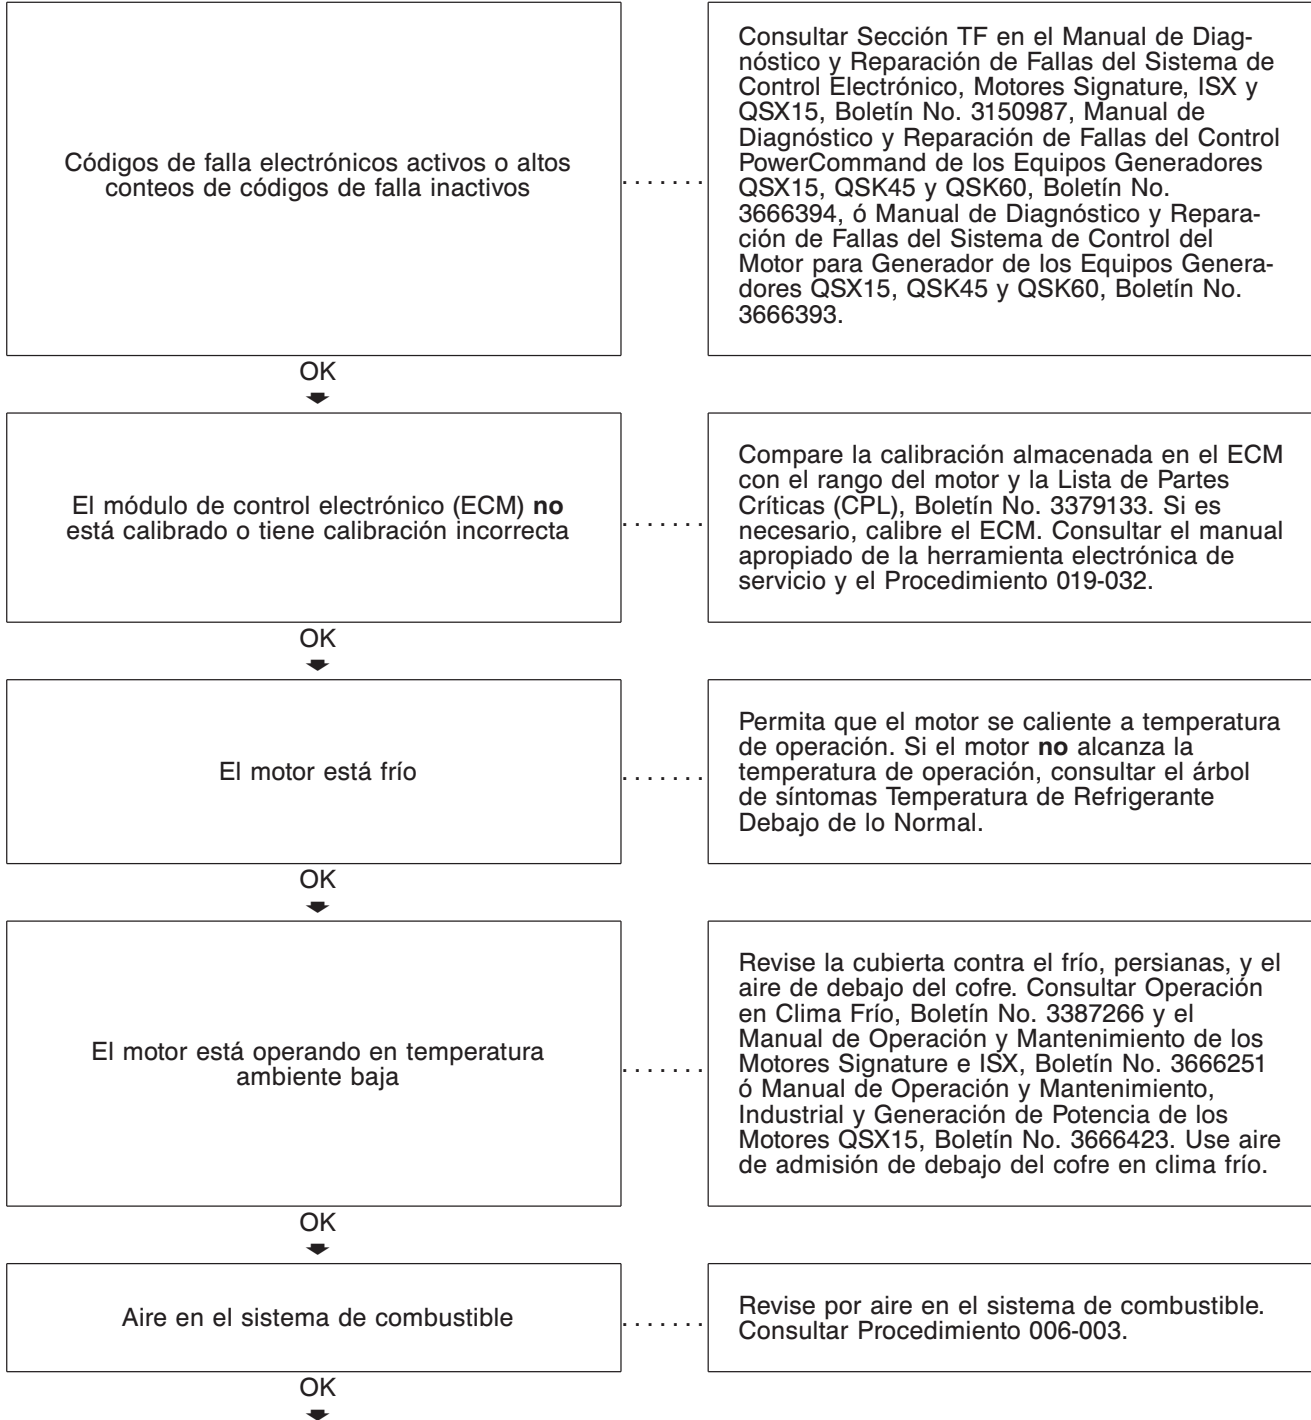 Códigos de falla electrónicos activos o altos
conteos de códigos de falla inactivos
.......
Consultar Sección TF en el Manual de Diag-
nóstico y Reparación de Fallas del Sistema de
Control Electrónico, Motores Signature, ISX y
QSX15, Boletín No. 3150987, Manual de
Diagnóstico y Reparación de Fallas del Control
PowerCommand de los Equipos Generadores
QSX15, QSK45 y QSK60, Boletín No.
3666394, ó Manual de Diagnóstico y Repara-
ción de Fallas del Sistema de Control del
Motor para Generador de los Equipos Genera-
dores QSX15, QSK45 y QSK60, Boletín No.
3666393.
OK
El módulo de control electrónico (ECM) no
está calibrado o tiene calibración incorrecta
.......
Compare la calibración almacenada en el ECM
con el rango del motor y la Lista de Partes
Críticas (CPL), Boletín No. 3379133. Si es
necesario, calibre el ECM. Consultar el manual
apropiado de la herramienta electrónica de
servicio y el Procedimiento 019-032.
OK
El motor está frío
.......
Permita que el motor se caliente a temperatura
de operación. Si el motor no alcanza la
temperatura de operación, consultar el árbol
de síntomas Temperatura de Refrigerante
Debajo de lo Normal.
OK
El motor está operando en temperatura
ambiente baja
.......
Revise la cubierta contra el frío, persianas, y el
aire de debajo del cofre. Consultar Operación
en Clima Frío, Boletín No. 3387266 y el
Manual de Operación y Mantenimiento de los
Motores Signature e ISX, Boletín No. 3666251
ó Manual de Operación y Mantenimiento,
Industrial y Generación de Potencia de los
Motores QSX15, Boletín No. 3666423. Use aire
de admisión de debajo del cofre en clima frío.
OK
Aire en el sistema de combustible
.......
Revise por aire en el sistema de combustible.
Consultar Procedimiento 006-003.
OK